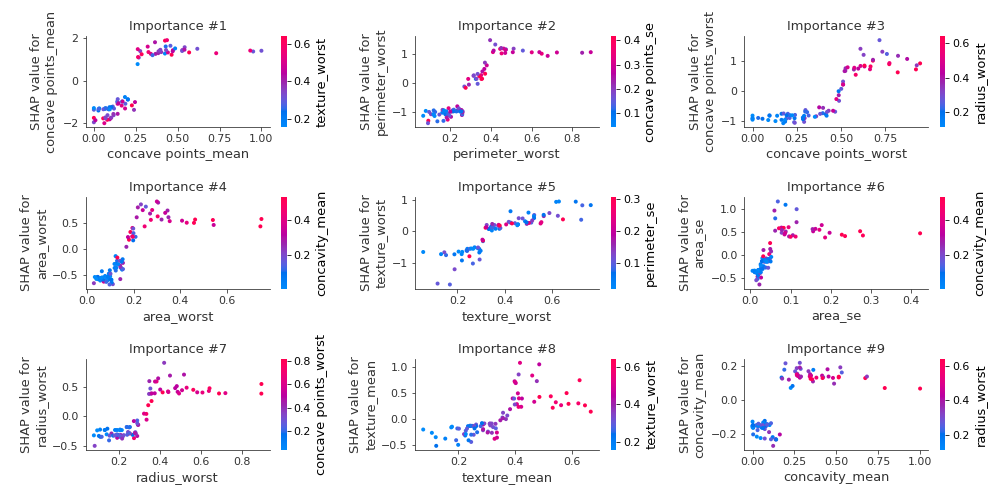 Importance #1
SHAP value for
concave points_mean
2
0
−2
0.00 0.25 0.50 0.75 1.00
concave points_mean
0.6
0.4
0.2
texture_worst
Importance #2
SHAP value for
perimeter_worst
1
0
−1
0.2 0.4 0.6 0.8
perimeter_worst
0.4
0.3
0.2
0.1
concave points_se
Importance #3
SHAP value for
concave points_worst
1
0
−1
0.00 0.25 0.50 0.75
concave points_worst
0.6
0.4
0.2
radius_worst
Importance #4
SHAP value for
area_worst
0.5
0.0
−0.5
0.0 0.2 0.4 0.6
area_worst
0.4
0.2
concavity_mean
Importance #5
SHAP value for
texture_worst
1
0
−1
0.2 0.4 0.6
texture_worst
0.3
0.2
0.1
perimeter_se
Importance #6
SHAP value for
area_se
1.0
0.5
0.0
−0.5
0.0 0.1 0.2 0.3 0.4
area_se
0.4
0.2
concavity_mean
Importance #7
SHAP value for
radius_worst
0.5
0.0
−0.5
0.2 0.4 0.6 0.8
radius_worst
0.8
0.6
0.4
0.2
concave points_worst
Importance #8
SHAP value for
texture_mean
1.0
0.5
0.0
−0.5
0.2 0.4 0.6
texture_mean
0.6
0.4
0.2
texture_worst
Importance #9
SHAP value for
concavity_mean
0.2
0.0
−0.2
0.00 0.25 0.50 0.75 1.00
concavity_mean
0.6
0.4
0.2
radius_worst